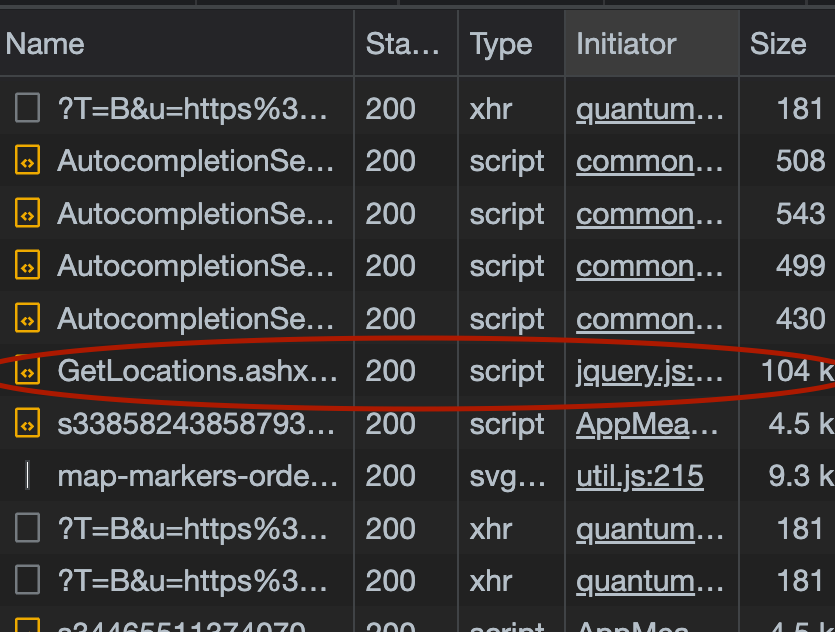 Name Sta... Type Initiator Size
?T=B&u=https%3... 200 xhr quantum... 181
AutocompletionSe... 200 script common... 508
AutocompletionSe... 200 script common... 543
AutocompletionSe... 200 script common... 499
AutocompletionSe... 200 script common... 430
GetLocations.ashx... 200 script jquery.js:... 104 k
s33858243858793... 200 script AppMea... 4.5 k
map-markers-orde... 200 svg... util.js:215 9.3 k
?T=B&u=https%3... 200 xhr quantum... 181
?T=B&u=https%3... 200 xhr quantum... 181
200 script AppMea... 4.5 k